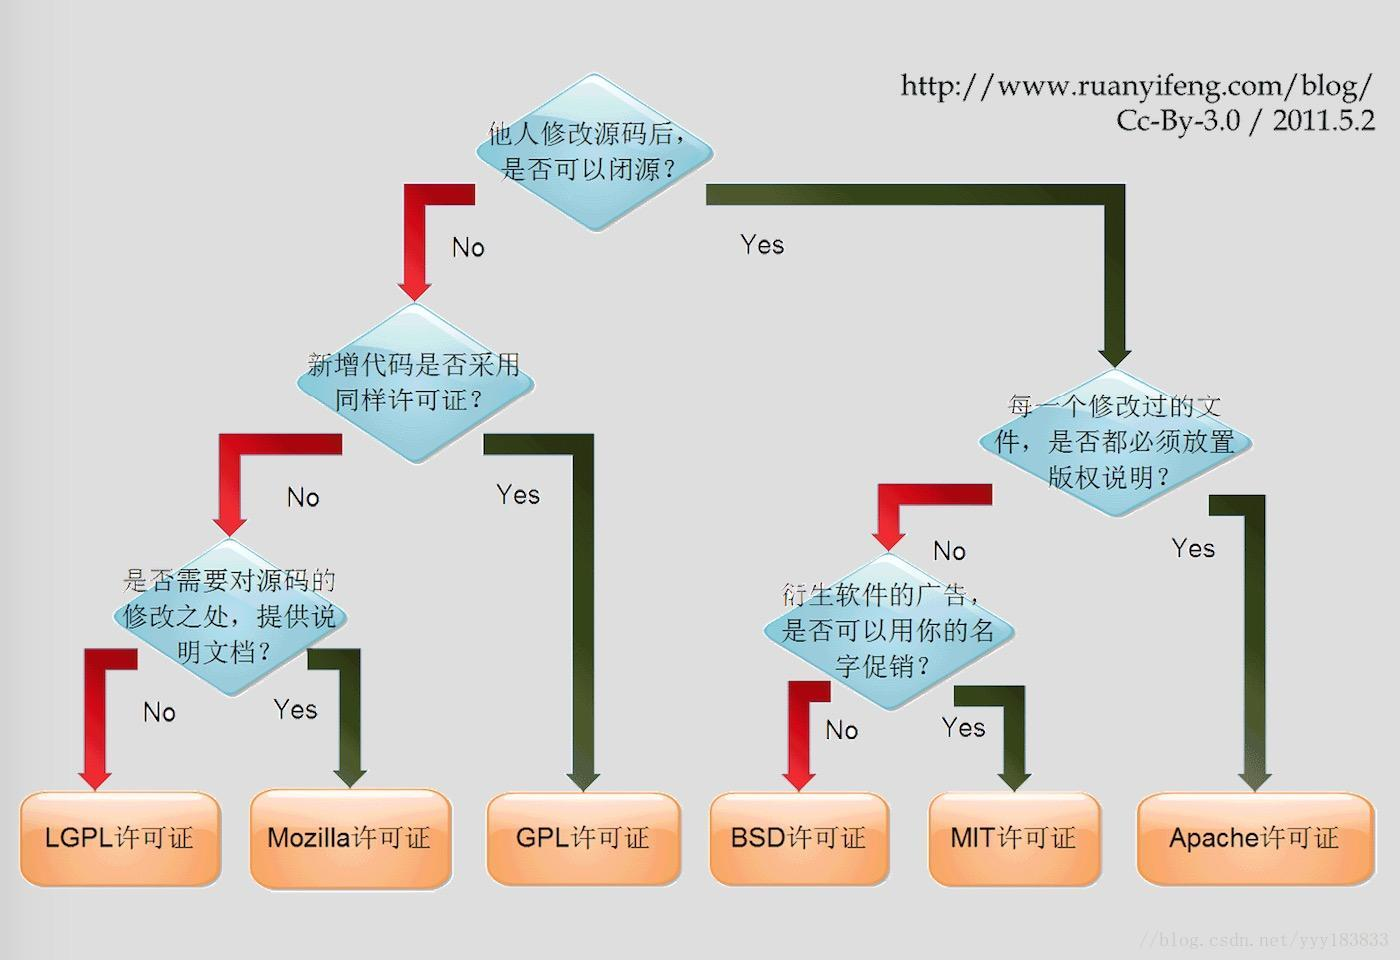 http://www.ruanyifeng.com/blog/
Cc-By-3.0 / 2011.5.2
他人修改源码后，
是否可以闭源？
No
Yes
新增代码是否采用
同样许可证？
No
Yes
每一个修改过的文
件，是否都必须放置
版权说明？
No
Yes
是否需要对源码的
修改之处，提供说
明文档？
No
Yes
衍生软件的广告，
是否可以用你的名
字促销？
No
Yes
LGPL许可证
Mozilla许可证
GPL许可证
BSD许可证
MIT许可证
Apache许可证
//blog.csdn.net/yyy183833